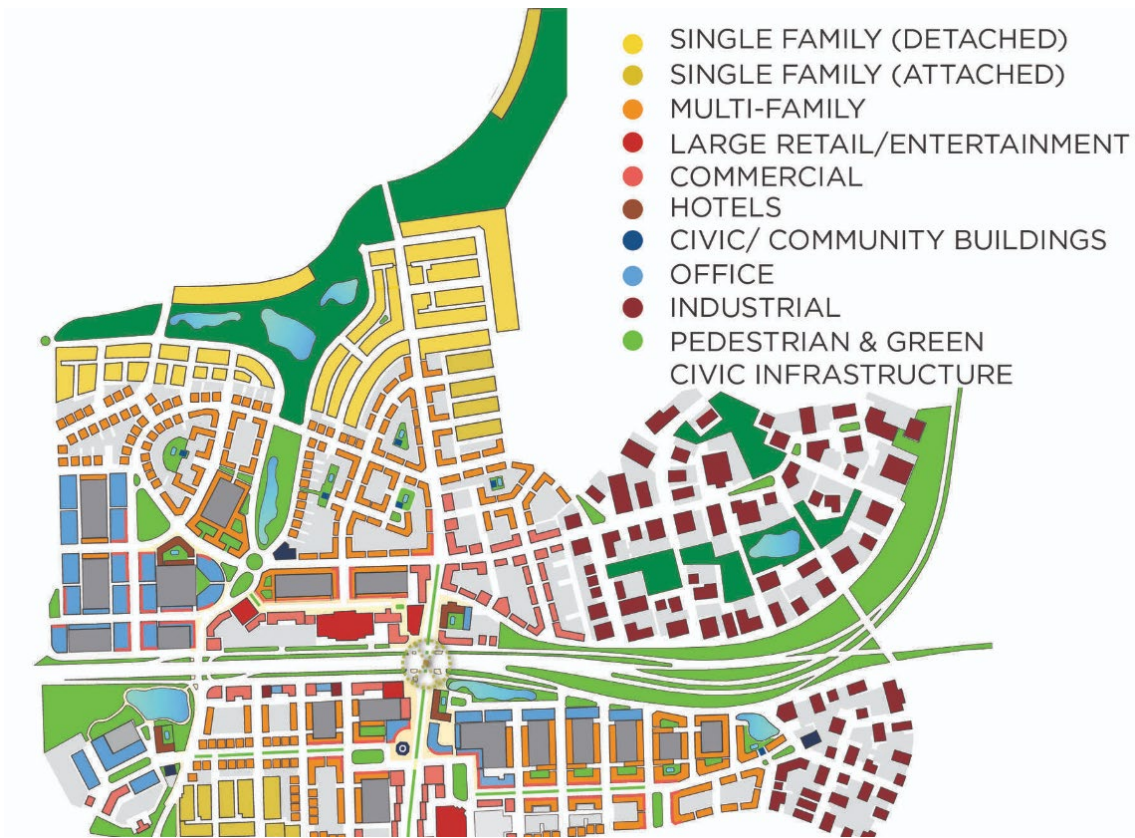 SINGLE FAMILY (DETACHED)
SINGLE FAMILY (ATTACHED)
MULTI-FAMILY
LARGE RETAIL/ENTERTAINMENT
COMMERCIAL
HOTELS
CIVIC/ COMMUNITY BUILDINGS
OFFICE
INDUSTRIAL
PEDESTRIAN & GREEN
CIVIC INFRASTRUCTURE